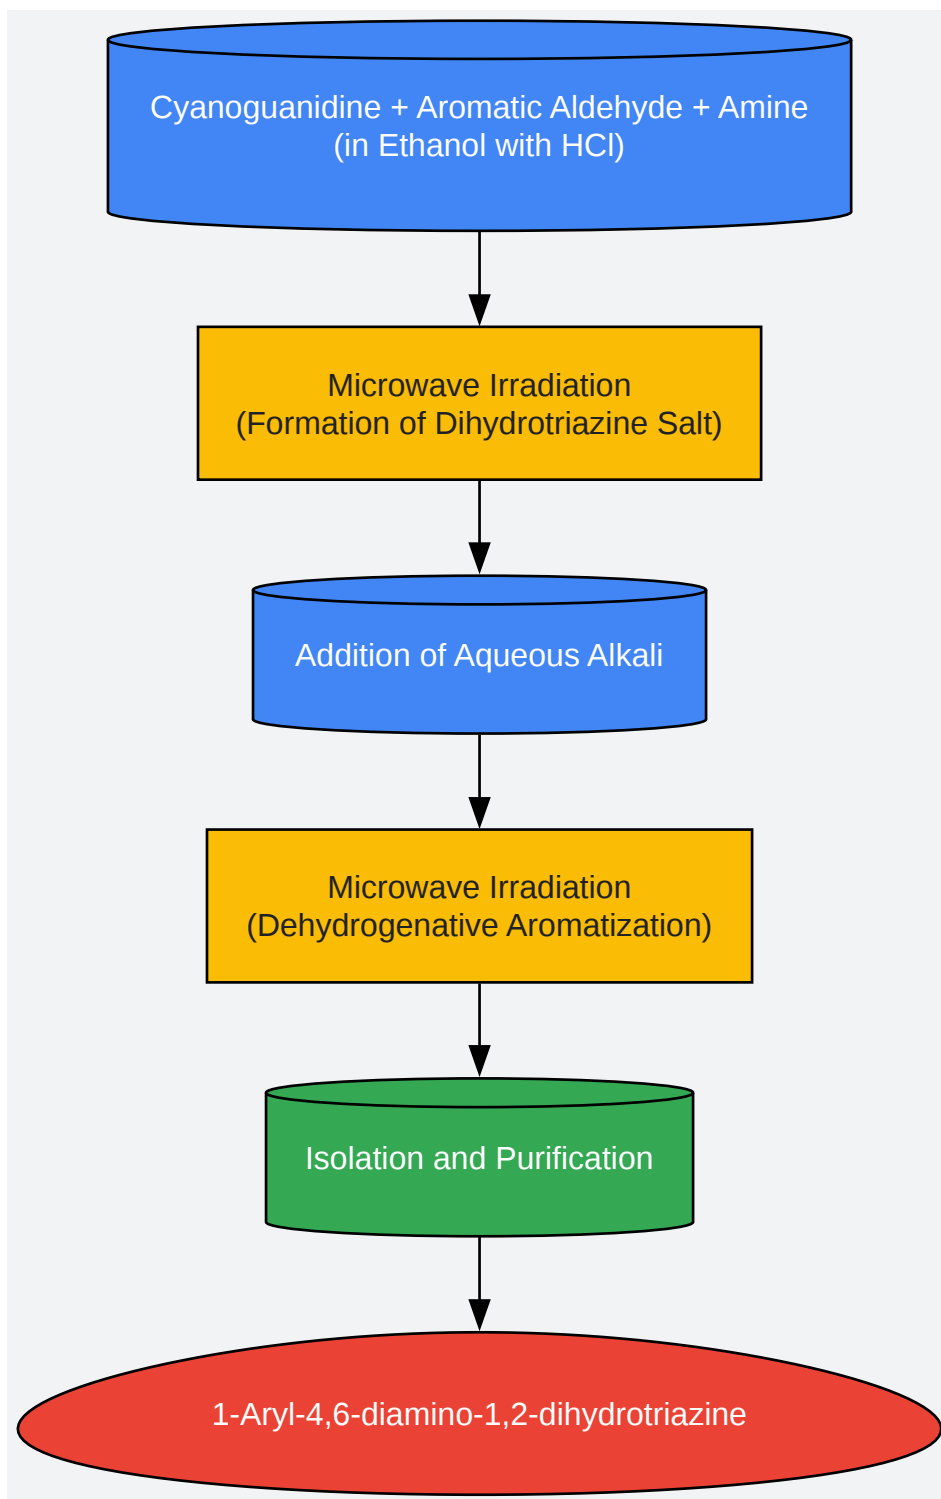 Cyanoguanidine + Aromatic Aldehyde + Amine
(in Ethanol with HCl)
Microwave Irradiation
(Formation of Dihydrotriazine Salt)
Addition of Aqueous Alkali
Microwave Irradiation
(Dehydrogenative Aromatization)
Isolation and Purification
1-Aryl-4,6-diamino-1,2-dihydrotriazine